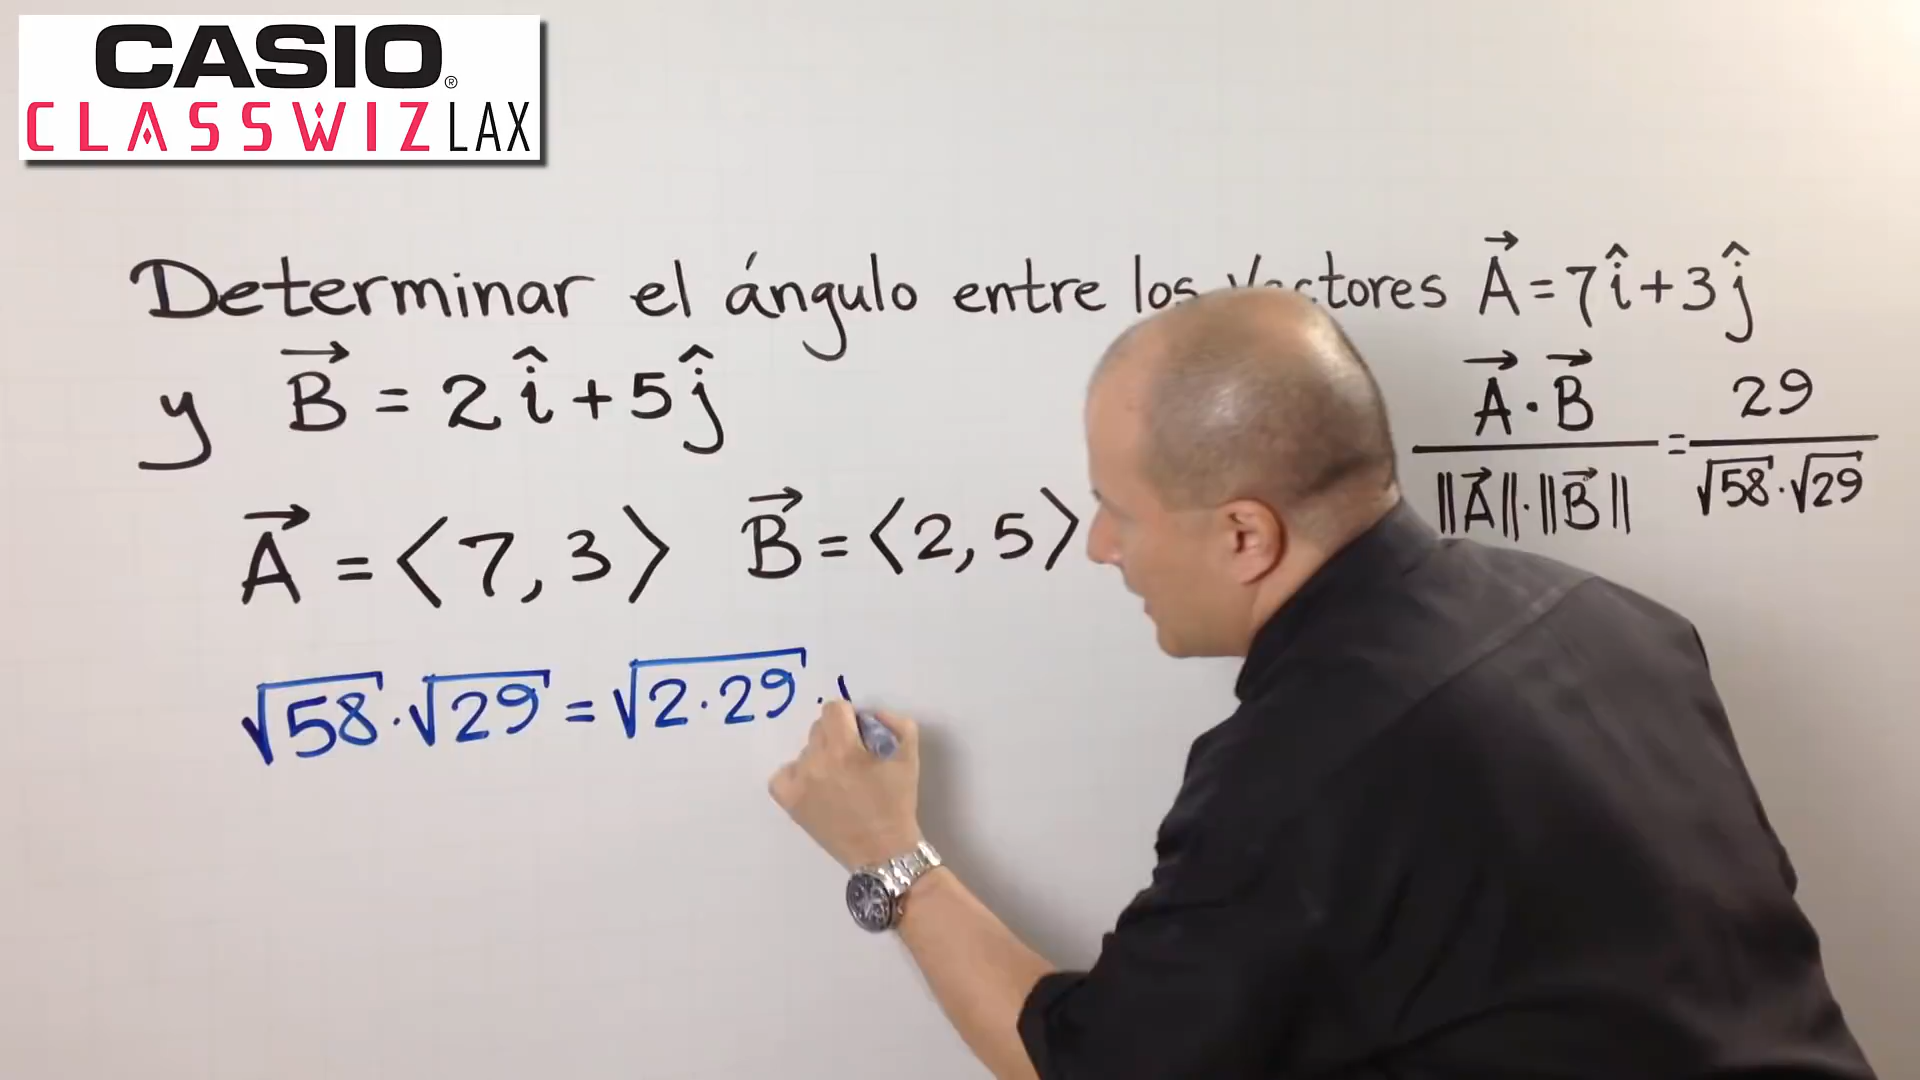 CASIO®
CLASSWIZ LAX
Determinar el ángulo entre los vectores A⃗ = 7î + 3ĵ
y B⃗ = 2î + 5ĵ
A⃗ · B⃗ / ||A⃗|| · ||B⃗|| = 29 / √58 · √29
A⃗ = ⟨7, 3⟩ B⃗ = ⟨2, 5⟩
√58 · √29 = √2 · 29 ·